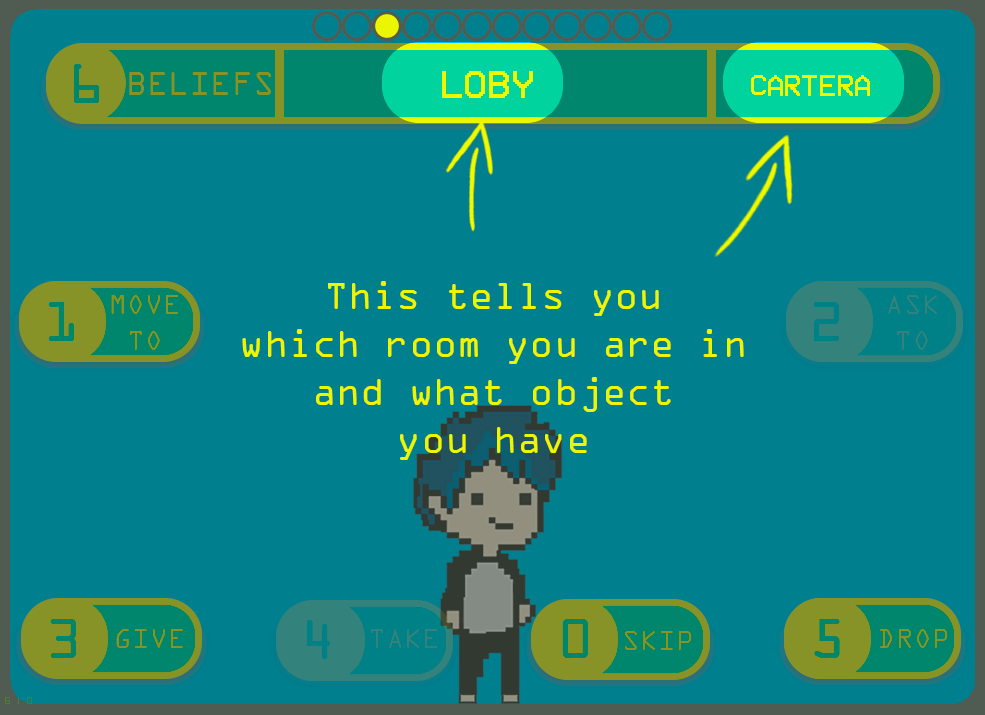 6 BELIEFS LOBY CARTERA
This tells you
which room you are in
and what object
you have
1 MOVE TO
2 ASK TO
3 GIVE
4 TAKE
0 SKIP
5 DROP